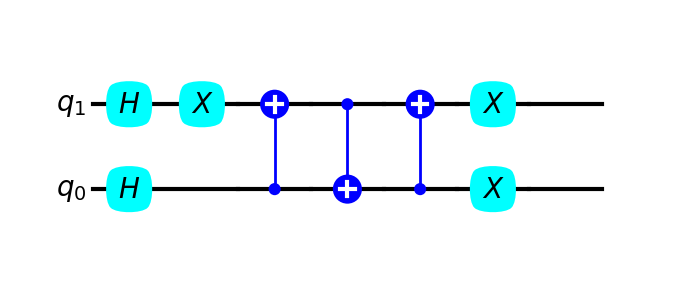 q₁ H X X
q₀ H X